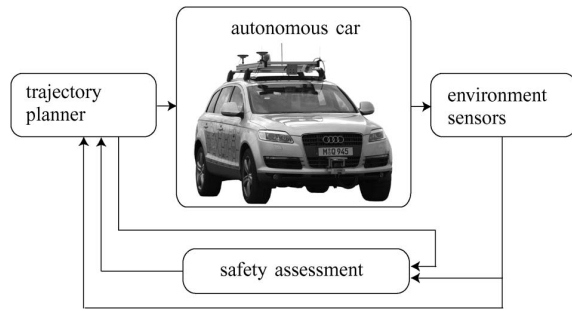 autonomous car
trajectory
planner
environment
sensors
safety assessment